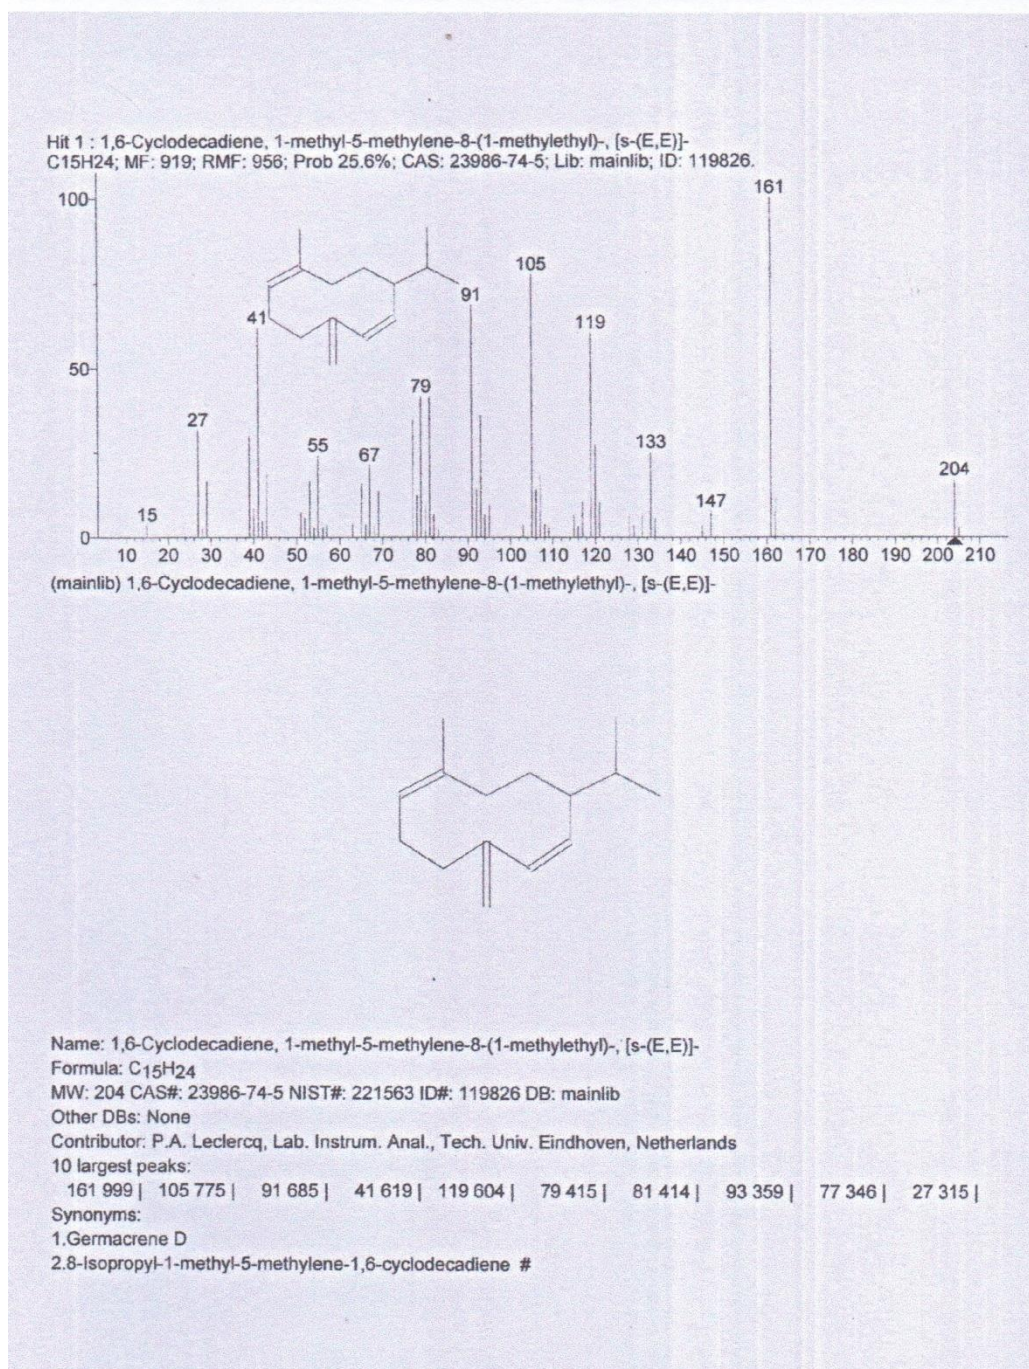 Hit 1 : 1,6-Cyclodecadiene, 1-methyl-5-methylene-8-(1-methylethyl)-, [s-(E,E)]-
C15H24; MF: 919; RMF: 956; Prob 25.6%; CAS: 23986-74-5; Lib: mainlib; ID: 119826.
161
100
105
91
41
119
50
79
27
55
67
133
204
15
147
0
10 20 30 40 50 60 70 80 90 100 110 120 130 140 150 160 170 180 190 200 210
(mainlib) 1,6-Cyclodecadiene, 1-methyl-5-methylene-8-(1-methylethyl)-, [s-(E,E)]-
Name: 1,6-Cyclodecadiene, 1-methyl-5-methylene-8-(1-methylethyl)-, [s-(E,E)]-
Formula: C15H24
MW: 204 CAS#: 23986-74-5 NIST#: 221563 ID#: 119826 DB: mainlib
Other DBs: None
Contributor: P.A. Leclercq, Lab. Instrum. Anal., Tech. Univ. Eindhoven, Netherlands
10 largest peaks:
161 999 | 105 775 | 91 685 | 41 619 | 119 604 | 79 415 | 81 414 | 93 359 | 77 346 | 27 315 |
Synonyms:
1.Germacrene D
2.8-Isopropyl-1-methyl-5-methylene-1,6-cyclodecadiene #